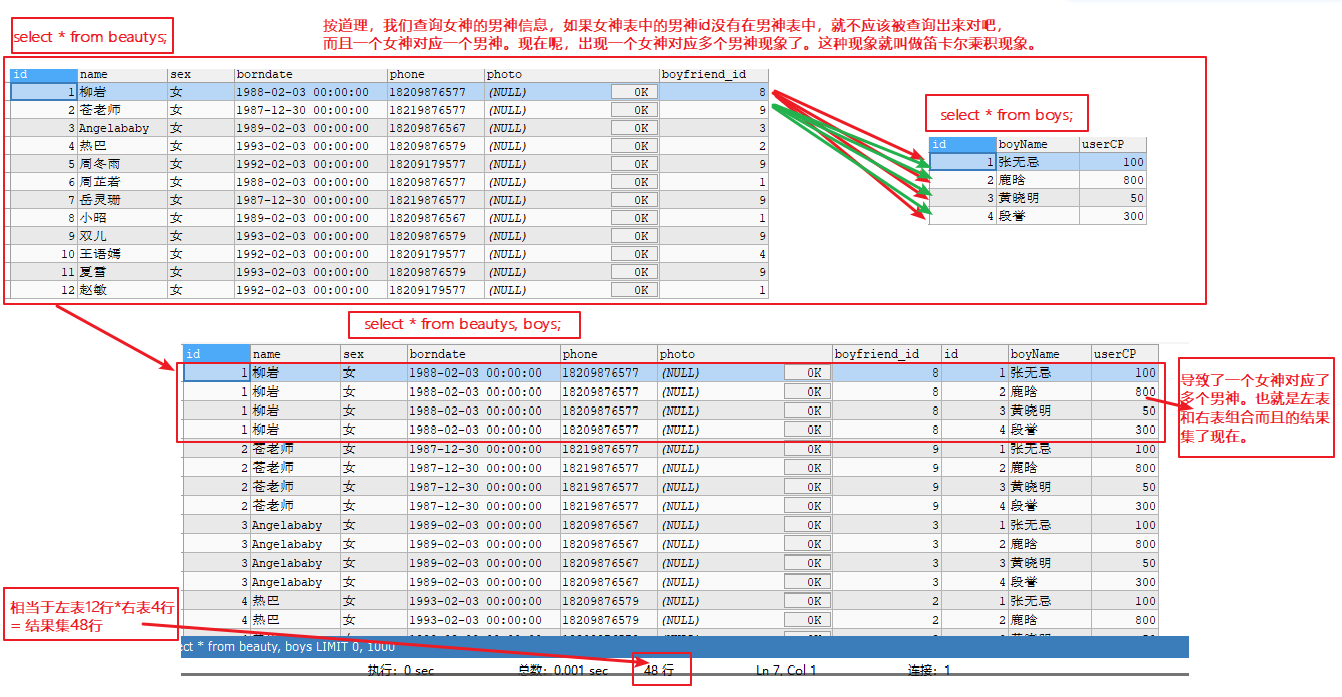 select * from beautys;
按道理，我们查询女神的男神信息，如果女神表中的男神id没有在男神表中，就不应该被查询出来对吧，
而且一个女神对应一个男神。现在呢，出现一个女神对应多个男神现象了。这种现象就叫做笛卡尔乘积现象。
id name sex borndate phone photo boyfriend_id
1 柳岩 女 1988-02-03 00:00:00 18209876577 (NULL) OK 8
2 苍老师 女 1987-12-30 00:00:00 18219876577 (NULL) OK 9
3 Angelababy 女 1989-02-03 00:00:00 18209876567 (NULL) OK 3
4 热巴 女 1993-02-03 00:00:00 18209876579 (NULL) OK 2
5 周冬雨 女 1992-02-03 00:00:00 18209179577 (NULL) OK 9
6 周芷若 女 1988-02-03 00:00:00 18209876577 (NULL) OK 1
7 岳灵珊 女 1987-12-30 00:00:00 18219876577 (NULL) OK 9
8 小昭 女 1989-02-03 00:00:00 18209876567 (NULL) OK 1
9 双儿 女 1993-02-03 00:00:00 18209876579 (NULL) OK 9
10 王语嫣 女 1992-02-03 00:00:00 18209179577 (NULL) OK 4
11 夏雪 女 1993-02-03 00:00:00 18209876579 (NULL) OK 9
12 赵敏 女 1992-02-03 00:00:00 18209179577 (NULL) OK 1
select * from boys;
id boyName userCP
1 张无忌 100
2 鹿晗 800
3 黄晓明 50
4 段誉 300
select * from beautys, boys;
id name sex borndate phone photo boyfriend_id id boyName userCP
1 柳岩 女 1988-02-03 00:00:00 18209876577 (NULL) OK 8 1 张无忌 100
1 柳岩 女 1988-02-03 00:00:00 18209876577 (NULL) OK 8 2 鹿晗 800
1 柳岩 女 1988-02-03 00:00:00 18209876577 (NULL) OK 8 3 黄晓明 50
1 柳岩 女 1988-02-03 00:00:00 18209876577 (NULL) OK 8 4 段誉 300
2 苍老师 女 1987-12-30 00:00:00 18219876577 (NULL) OK 9 1 张无忌 100
2 苍老师 女 1987-12-30 00:00:00 18219876577 (NULL) OK 9 2 鹿晗 800
2 苍老师 女 1987-12-30 00:00:00 18219876577 (NULL) OK 9 3 黄晓明 50
2 苍老师 女 1987-12-30 00:00:00 18219876577 (NULL) OK 9 4 段誉 300
3 Angelababy 女 1989-02-03 00:00:00 18209876567 (NULL) OK 3 1 张无忌 100
3 Angelababy 女 1989-02-03 00:00:00 18209876567 (NULL) OK 3 2 鹿晗 800
3 Angelababy 女 1989-02-03 00:00:00 18209876567 (NULL) OK 3 3 黄晓明 50
3 Angelababy 女 1989-02-03 00:00:00 18209876567 (NULL) OK 3 4 段誉 300
4 热巴 女 1993-02-03 00:00:00 18209876579 (NULL) OK 2 1 张无忌 100
4 热巴 女 1993-02-03 00:00:00 18209876579 (NULL) OK 2 2 鹿晗 800
导致了一个女神对应了
多个男神。也就是左表
和右表组合而且的结果
集了现在。
相当于左表12行*右表4行
= 结果集48行
ct * from beauty, boys LIMIT 0, 1000
执行: 0 sec 总数: 0.001 sec 48 行 Ln 7, Col 1 连接: 1